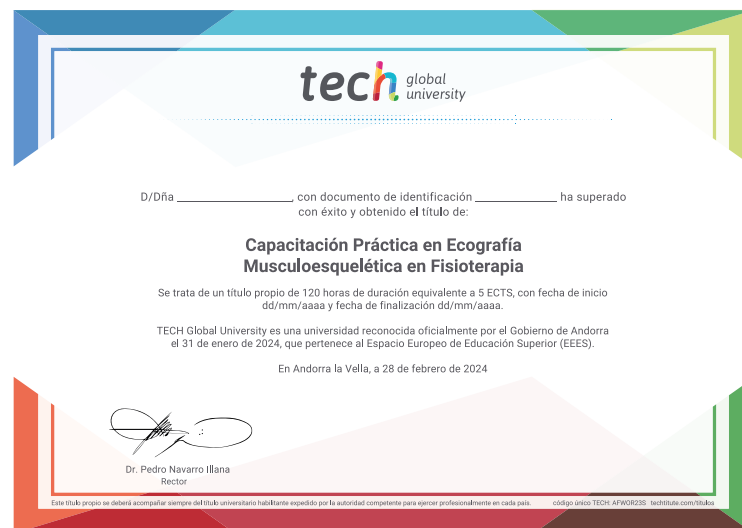 tech global university
D/Dña ____________________, con documento de identificación ______________ ha superado
con éxito y obtenido el título de:
Capacitación Práctica en Ecografía
Musculoesquelética en Fisioterapia
Se trata de un título propio de 120 horas de duración equivalente a 5 ECTS, con fecha de inicio
dd/mm/aaaa y fecha de finalización dd/mm/aaaa.
TECH Global University es una universidad reconocida oficialmente por el Gobierno de Andorra
el 31 de enero de 2024, que pertenece al Espacio Europeo de Educación Superior (EEES).
En Andorra la Vella, a 28 de febrero de 2024
Dr. Pedro Navarro Illana
Rector
Este título propio se deberá acompañar siempre del título universitario habilitante expedido por la autoridad competente para ejercer profesionalmente en cada país. código único TECH: AFWOR23S techtitute.com/titulos